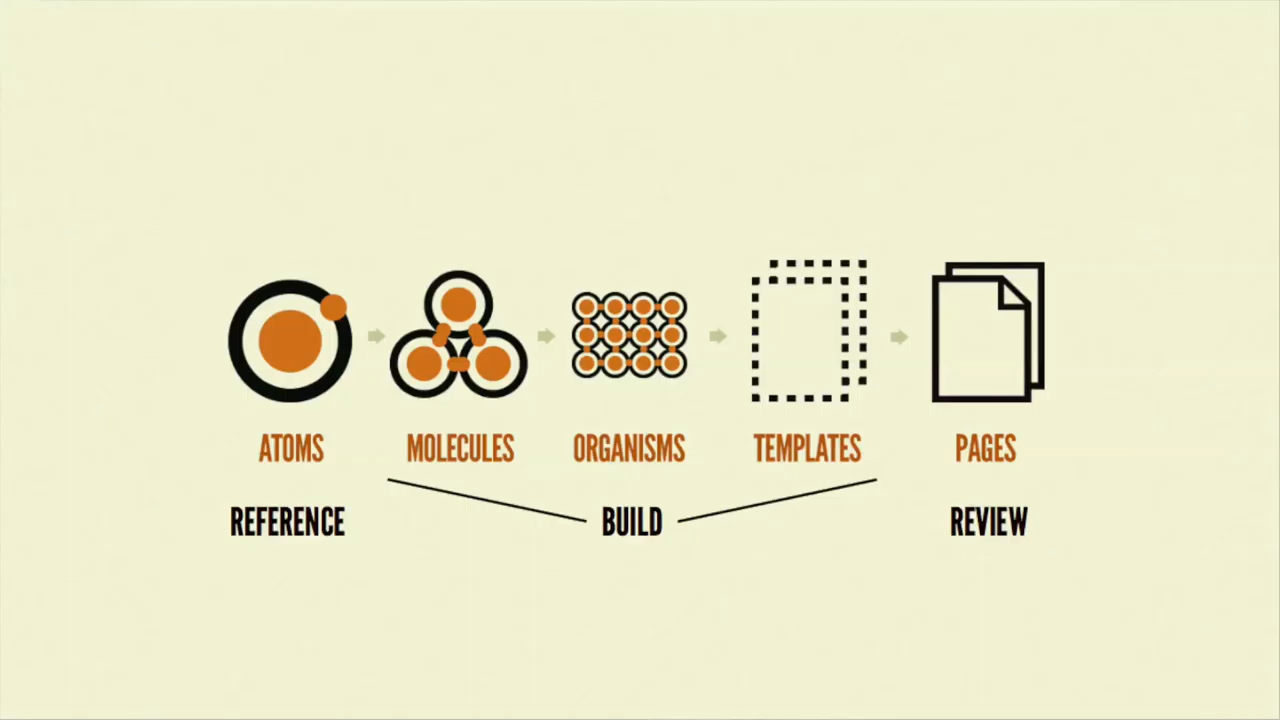 ATOMS MOLECULES ORGANISMS TEMPLATES PAGES
REFERENCE BUILD REVIEW